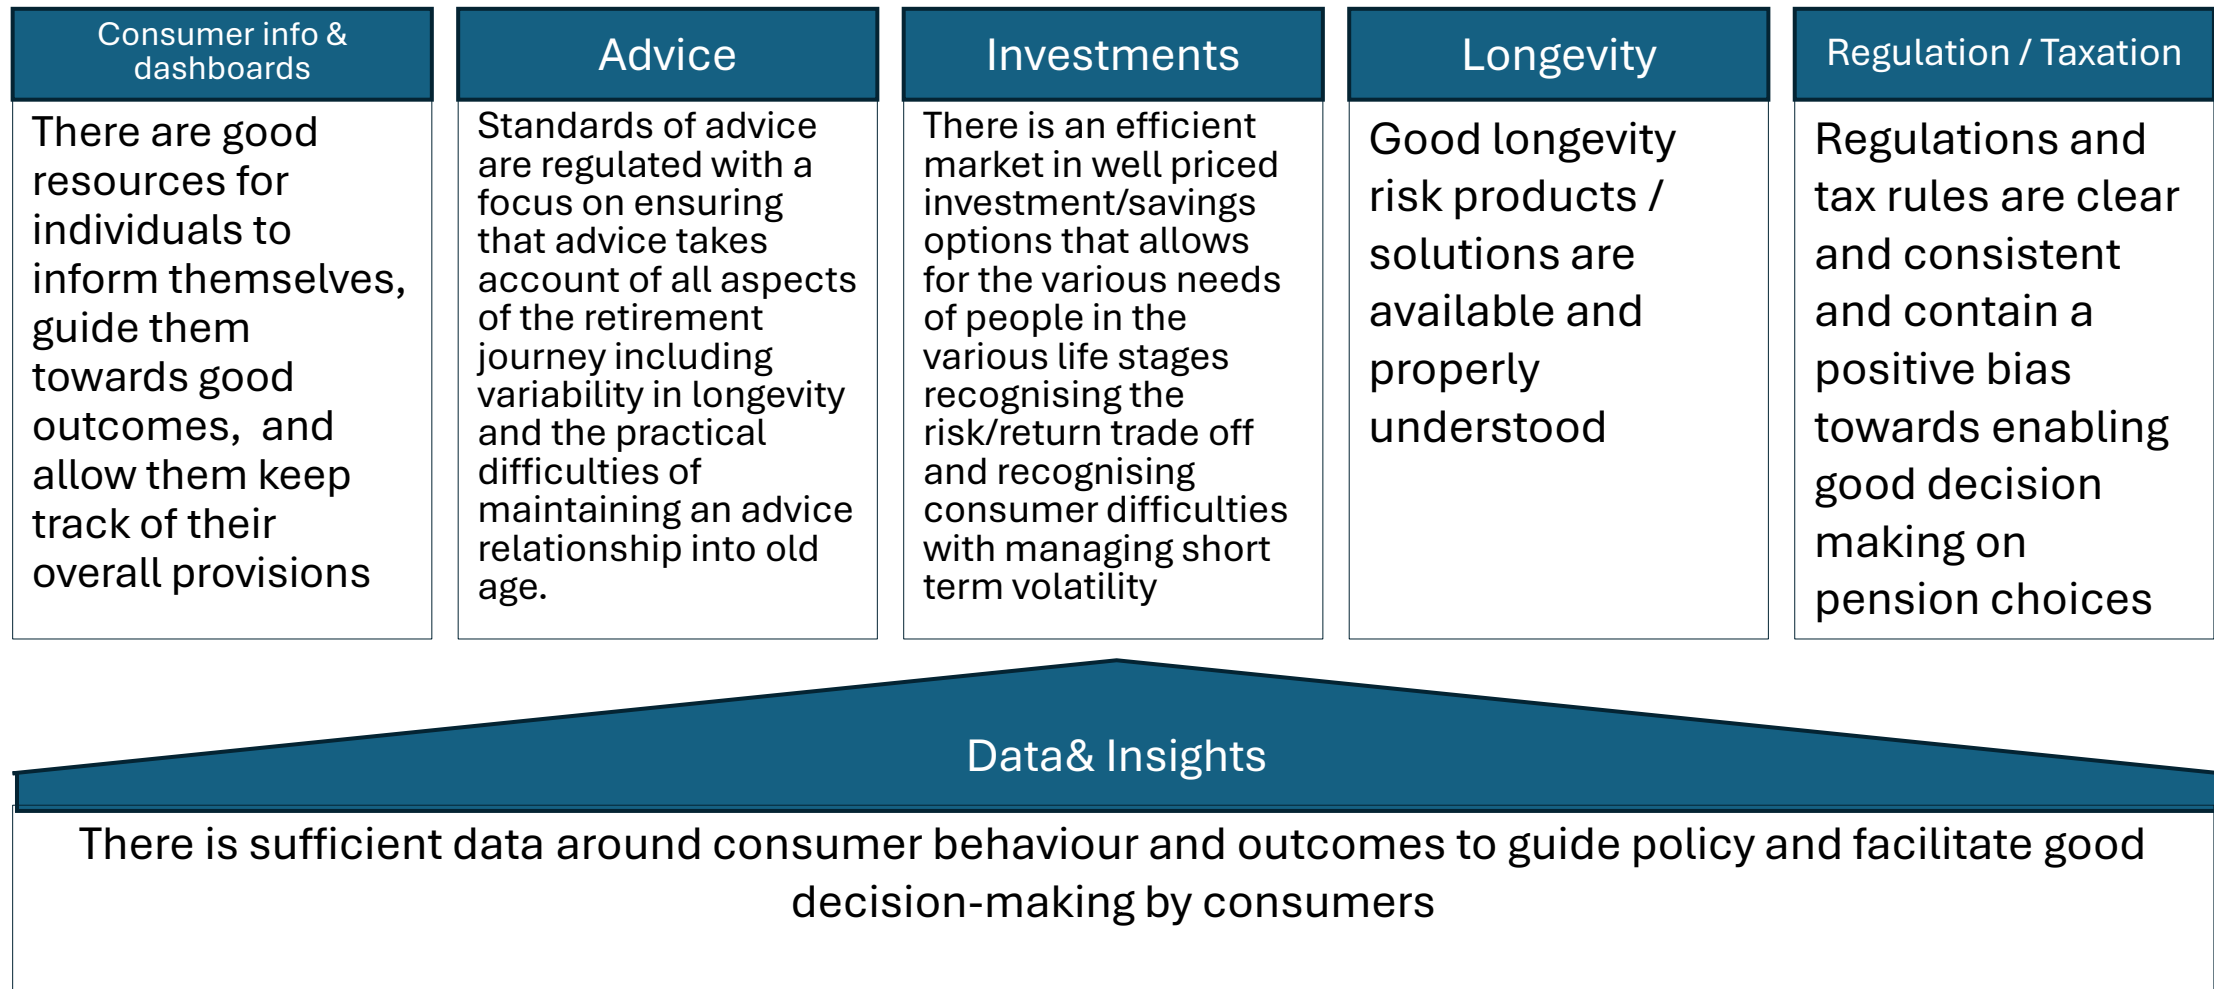 Consumer info &
dashboards
There are good
resources for
individuals to
inform themselves,
guide them
towards good
outcomes,  and
allow them keep
track of their
overall provisions
Advice
Standards of advice
are regulated with a
focus on ensuring
that advice takes
account of all aspects
of the retirement
journey including
variability in longevity
and the practical
difficulties of
maintaining an advice
relationship into old
age.
Investments
There is an efficient
market in well priced
investment/savings
options that allows
for the various needs
of people in the
various life stages
recognising the
risk/return trade off
and recognising
consumer difficulties
with managing short
term volatility
Longevity
Good longevity
risk products /
solutions are
available and
properly
understood
Regulation / Taxation
Regulations and
tax rules are clear
and consistent
and contain a
positive bias
towards enabling
good decision
making on
pension choices
Data& Insights
There is sufficient data around consumer behaviour and outcomes to guide policy and facilitate good
decision-making by consumers